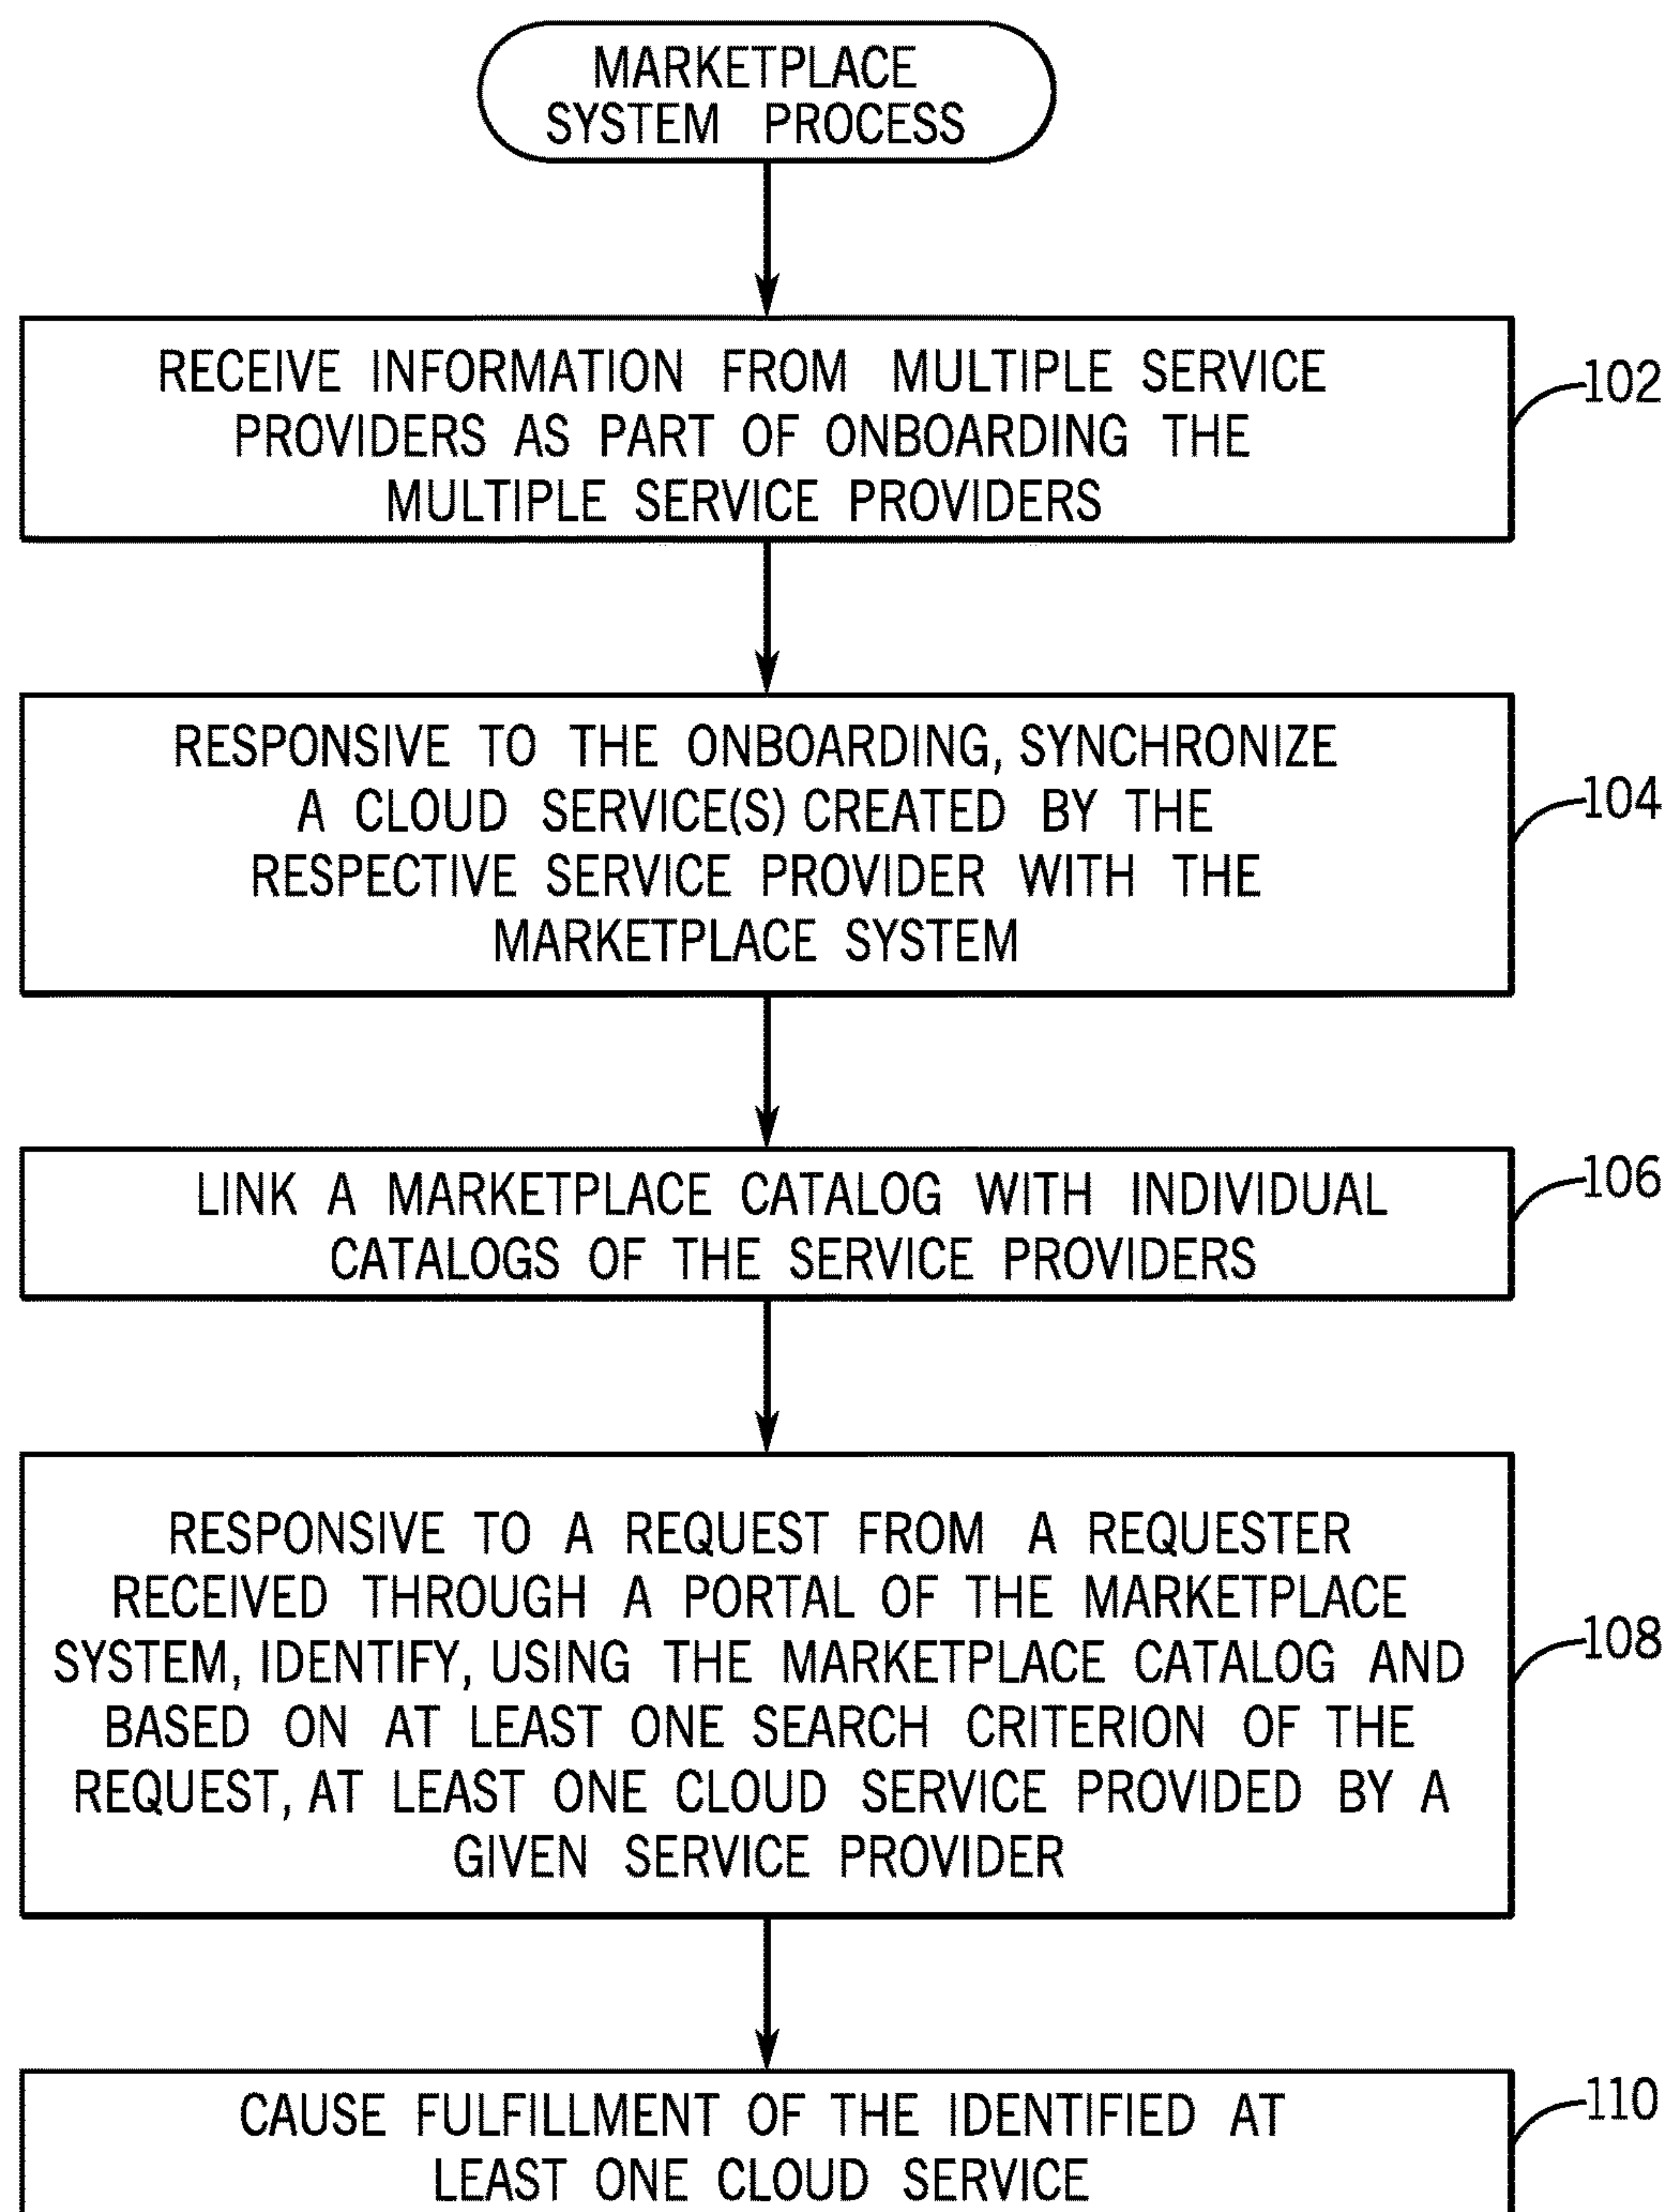 MARKETPLACE
SYSTEM PROCESS
RECEIVE INFORMATION FROM MULTIPLE SERVICE
PROVIDERS AS PART OF ONBOARDING THE
MULTIPLE SERVICE PROVIDERS
102
RESPONSIVE TO THE ONBOARDING, SYNCHRONIZE
A CLOUD SERVICE(S) CREATED BY THE
RESPECTIVE SERVICE PROVIDER WITH THE
MARKETPLACE SYSTEM
104
LINK A MARKETPLACE CATALOG WITH INDIVIDUAL
CATALOGS OF THE SERVICE PROVIDERS
106
RESPONSIVE TO A REQUEST FROM A REQUESTER
RECEIVED THROUGH A PORTAL OF THE MARKETPLACE
SYSTEM, IDENTIFY, USING THE MARKETPLACE CATALOG AND
BASED ON AT LEAST ONE SEARCH CRITERION OF THE
REQUEST, AT LEAST ONE CLOUD SERVICE PROVIDED BY A
GIVEN SERVICE PROVIDER
108
CAUSE FULFILLMENT OF THE IDENTIFIED AT
LEAST ONE CLOUD SERVICE
110